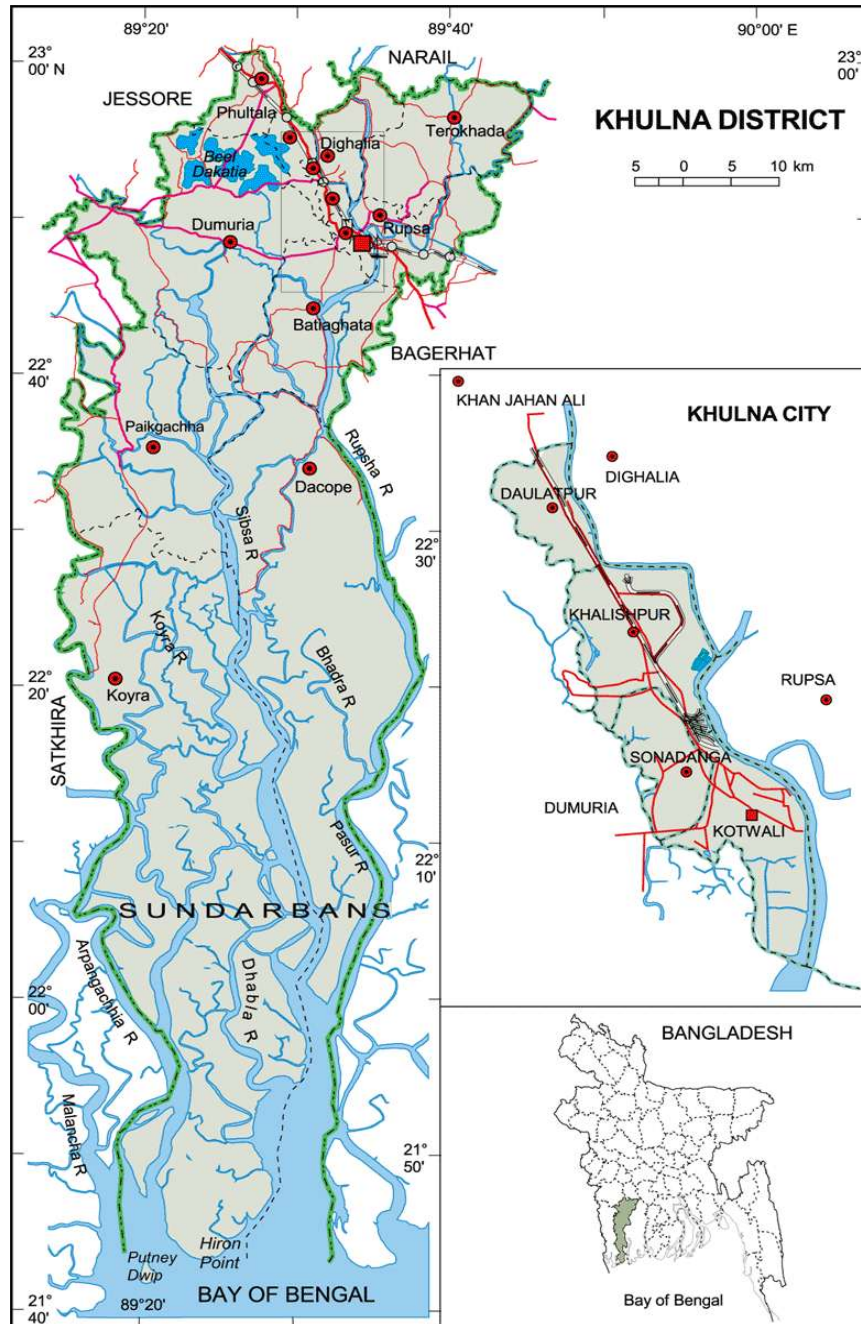 89°20'
89°40'
90°00' E
23°
00' N
23°
00'
NARAIL
JESSORE
Phultala
Terokhada
KHULNA DISTRICT
Dighalia
Beel
Dakatia
5 0 5 10 km
Dumuria
Rupsa
Batiaghata
BAGERHAT
22°
40'
KHAN JAHAN ALI
KHULNA CITY
Paikgachha
Rupsha R
DIGHALIA
Dacope
DAULATPUR
Sibsa R
22°
30'
Koyra R
KHALISHPUR
Bhadra R
22°
20'
Koyra
RUPSA
SATKHIRA
SONADANGA
DUMURIA
KOTWALI
Pasur R
22°
10'
SUNDARBANS
Arpangachhia R
Dhabla R
22°
00'
BANGLADESH
Malancha R
21°
50'
Hiron
Point
Putney
Dwip
BAY OF BENGAL
89°20'
Bay of Bengal
21°
40'